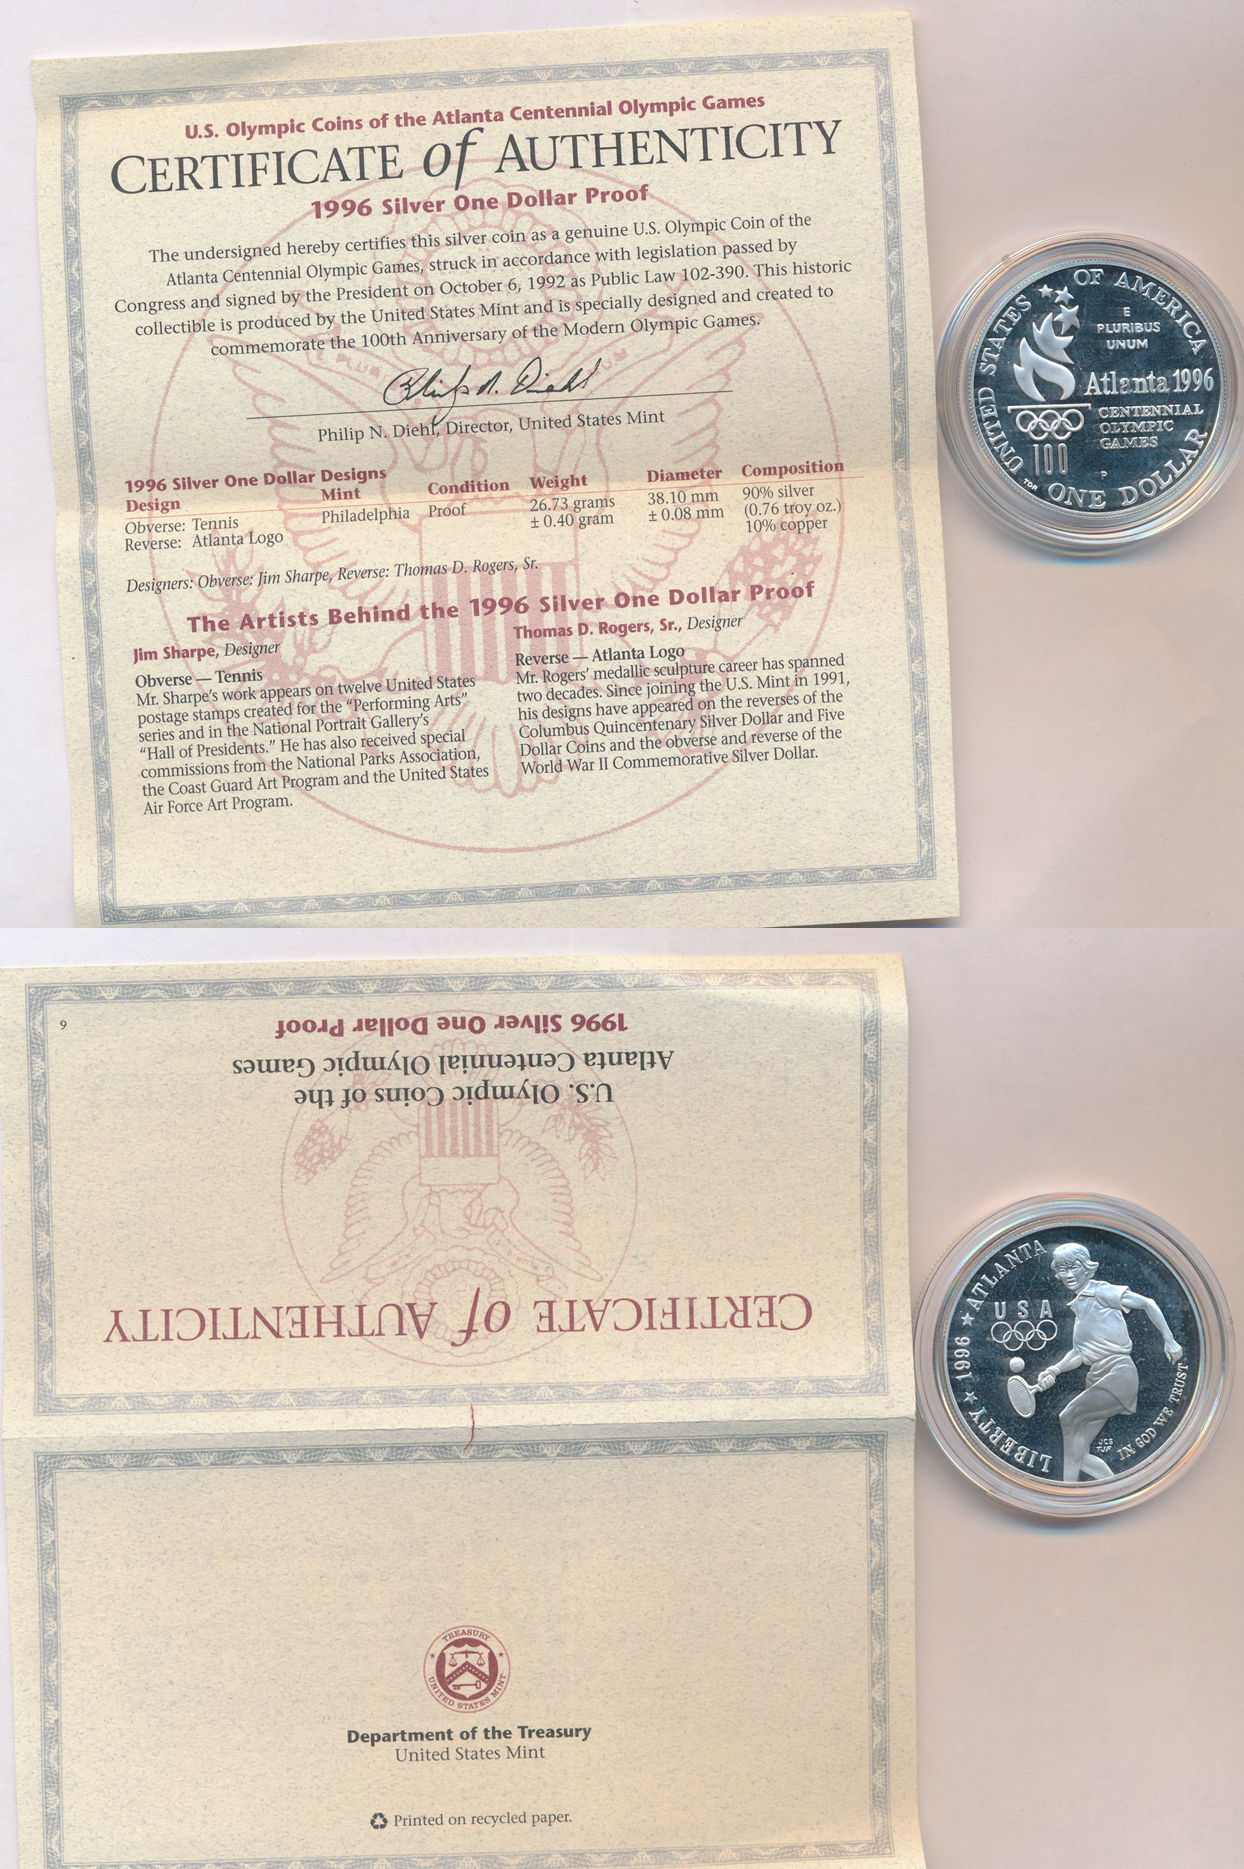 U.S. Olympic Coins of the Atlanta Centennial Olympic Games
CERTIFICATE of AUTHENTICITY
1996 Silver One Dollar Proof
The undersigned hereby certifies this silver coin as a genuine U.S. Olympic Coin of the
Atlanta Centennial Olympic Games, struck in accordance with legislation passed by
Congress and signed by the President on October 6, 1992 as Public Law 102-390. This historic
collectible is produced by the United States Mint and is specially designed and created to
commemorate the 100th Anniversary of the Modern Olympic Games.
Philip N. Diehl
Philip N. Diehl, Director, United States Mint
1996 Silver One Dollar Designs
Design Mint Condition Weight Diameter Composition
Obverse: Tennis Philadelphia Proof 26.73 grams 38.10 mm 90% silver
Reverse: Atlanta Logo ± 0.40 gram ± 0.08 mm (0.76 troy oz.)
10% copper
Designers: Obverse: Jim Sharpe, Reverse: Thomas D. Rogers, Sr.
The Artists Behind the 1996 Silver One Dollar Proof
Jim Sharpe, Designer
Obverse — Tennis
Mr. Sharpe's work appears on twelve United States
postage stamps created for the “Performing Arts”
series and in the National Portrait Gallery's
“Hall of Presidents.” He has also received special
commissions from the National Parks Association,
the Coast Guard Art Program and the United States
Air Force Art Program.
Thomas D. Rogers, Sr., Designer
Reverse — Atlanta Logo
Mr. Rogers' medallic sculpture career has spanned
two decades. Since joining the U.S. Mint in 1991,
his designs have appeared on the reverses of the
Columbus Quincentenary Silver Dollar and Five
Dollar Coins and the obverse and reverse of the
World War II Commemorative Silver Dollar.
UNITED STATES OF AMERICA
E
PLURIBUS
UNUM
Atlanta 1996
CENTENNIAL
OLYMPIC
GAMES
100
P
TDR
ONE DOLLAR
9
1996 Silver One Dollar Proof
Atlanta Centennial Olympic Games
U.S. Olympic Coins of the
CERTIFICATE of AUTHENTICITY
LIBERTY ★ 1996 ★ ATLANTA
USA
JCS
TJF
IN GOD WE TRUST
TREASURY
UNITED STATES MINT
Department of the Treasury
United States Mint
Printed on recycled paper.